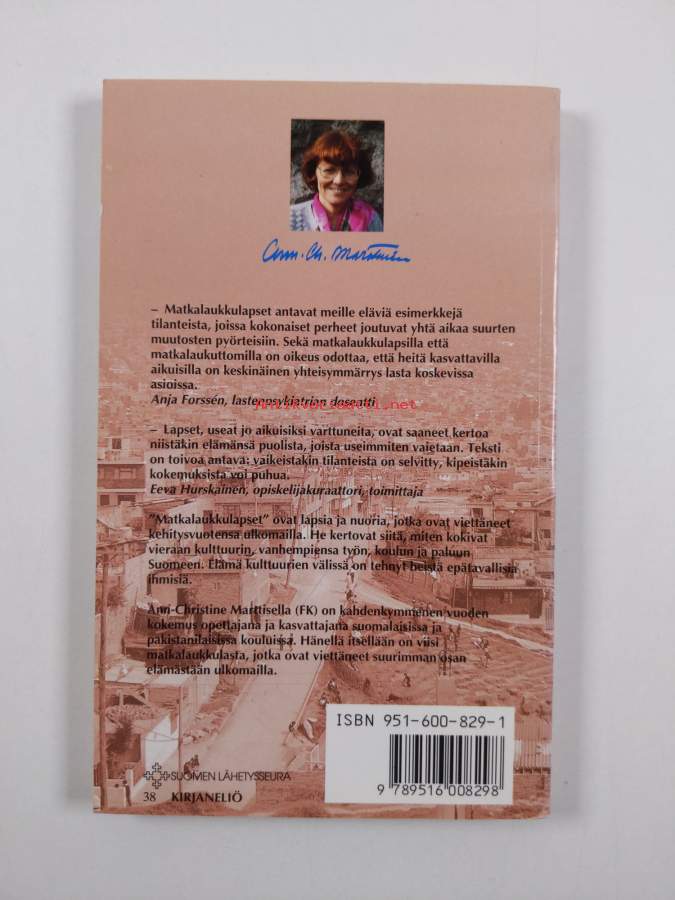 Ann-Ch. Marttinen
– Matkalaukkulapset antavat meille eläviä esimerkkejä
tilanteista, joissa kokonaiset perheet joutuvat yhtä aikaa suurten
muutosten pyörteisiin. Sekä matkalaukkulapsilla että
matkalaukuttomilla on oikeus odottaa, että heitä kasvattavilla
aikuisilla on keskinäinen yhteisymmärrys lasta koskevissa
asioissa.
Anja Forssén, lastenpsykiatrian dosentti
Antikvariaatti.net
– Lapset, useat jo aikuisiksi varttuneita, ovat saaneet kertoa
niistäkin elämänsä puolista, joista useimmiten vaietaan. Teksti
on toivoa antava: vaikeistakin tilanteista on selvitty, kipeistäkin
kokemuksista voi puhua.
Eeva Hurskainen, opiskelijakuraattori, toimittaja
”Matkalaukkulapset” ovat lapsia ja nuoria, jotka ovat viettäneet
kehitysvuotensa ulkomailla. He kertovat siitä, miten kokivat
vieraan kulttuurin, vanhempiensa työn, koulun ja paluun
Suomeen. Elämä kulttuurien välissä on tehnyt heistä epätavallisia
ihmisiä.
Ann-Christine Marttisella (FK) on kahdenkymmenen vuoden
kokemus opettajana ja kasvattajana suomalaisissa ja
pakistanilaisissa kouluissa. Hänellä itsellään on viisi
matkalaukkulasta, jotka ovat viettäneet suurimman osan
elämästään ulkomailla.
ISBN 951-600-829-1
9 789516 008298
SUOMEN LÄHETYSSEURA
38 KIRJANELIÖ